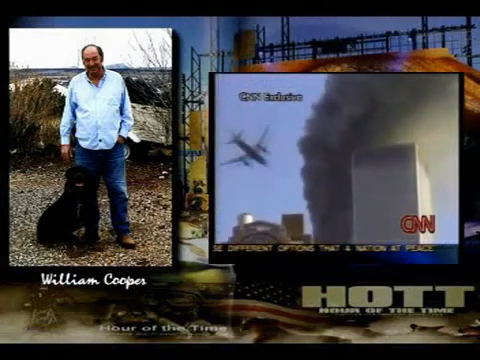 CNN Exclusive
CNN
SE DIFFERENT OPTIONS THAT A NATION AT PEACE
William Cooper
HOTT
HOUR OF THE TIME
Hour of the Time